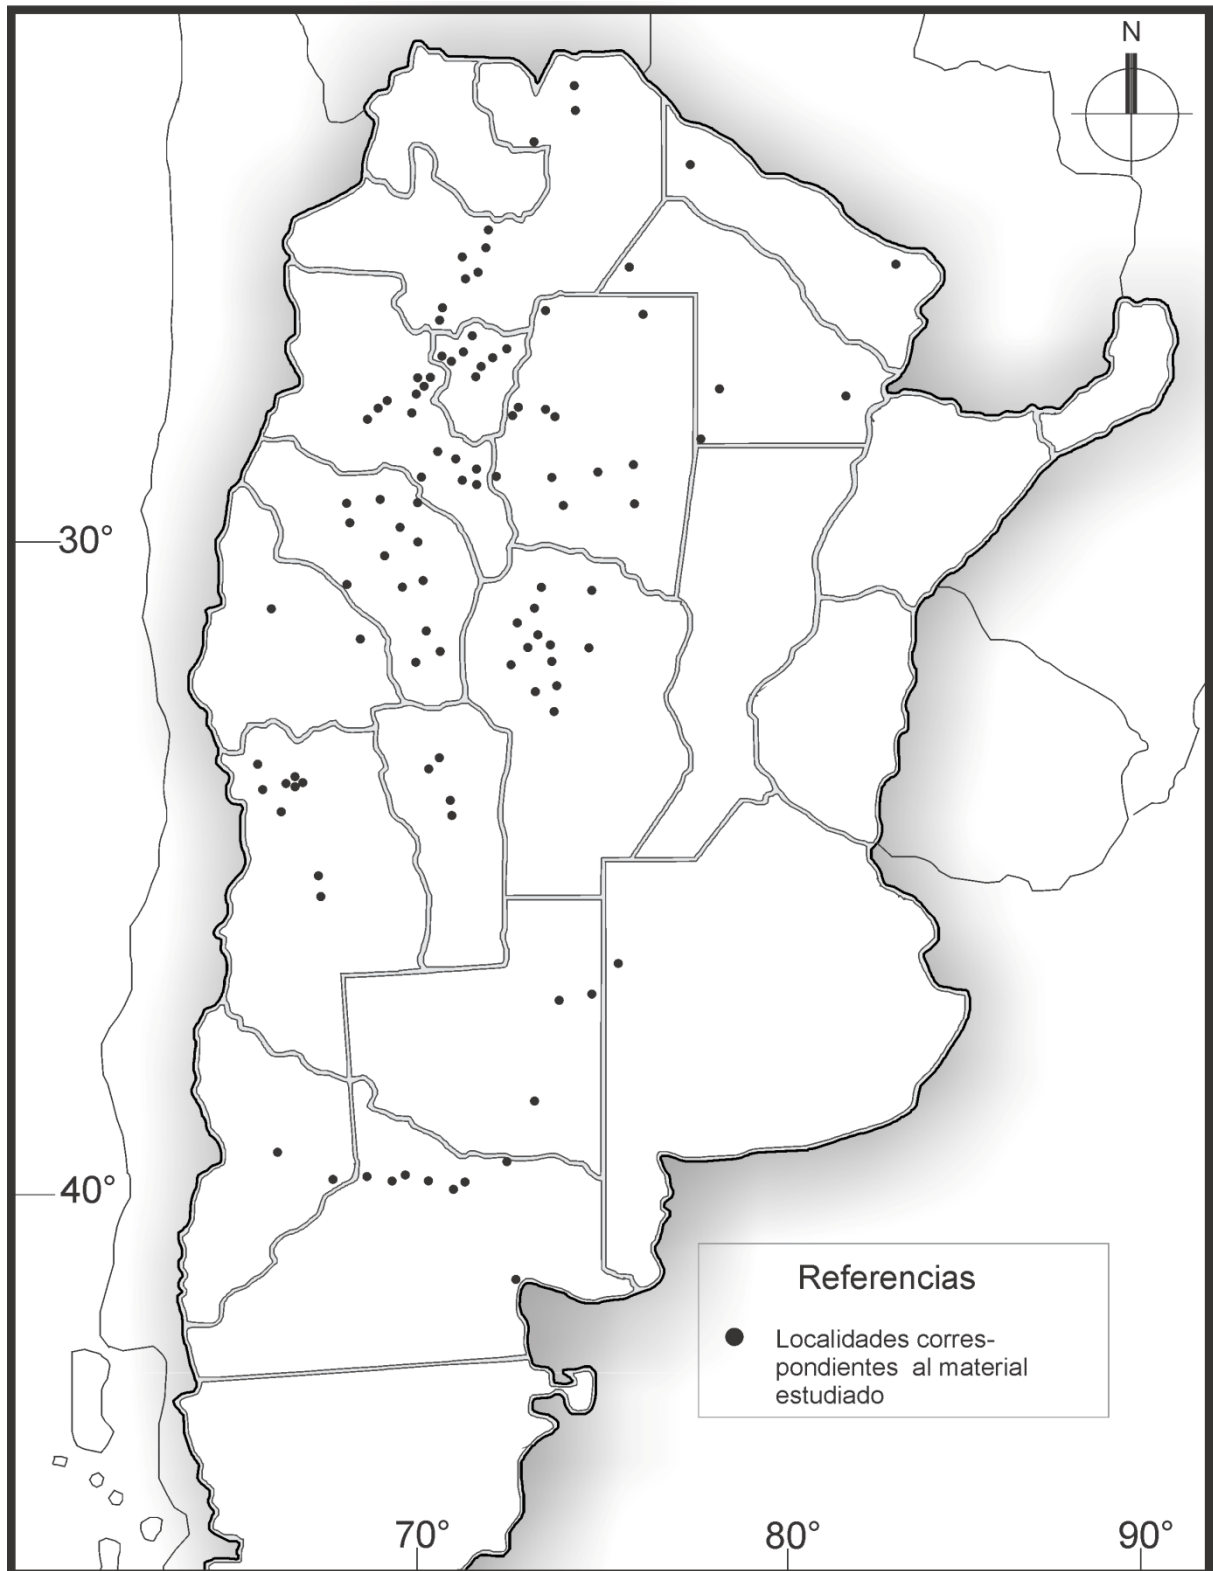 N
30°
40°
Referencias
Localidades corres-
pondientes al material
estudiado
70°
80°
90°